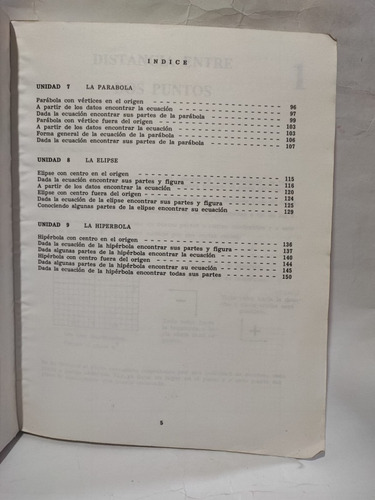 INDICE
UNIDAD 7 LA PARABOLA
Parábola con vértices en el origen 96
A partir de los datos encontrar la ecuación 97
Dada la ecuación encontrar sus partes de la parábola 99
Parábola con vértice fuera del origen 103
A partir de los datos encontrar la ecuación 103
Forma general de la ecuación de la parábola 106
Dada la ecuación encontrar sus partes de la parábola 107
UNIDAD 8 LA ELIPSE
Elipse con centro en el origen 115
Dada la ecuación encontrar sus partes y figura 116
A partir de los datos encontrar la ecuación 120
Elipse con centro fuera del origen 124
Dada la ecuación de la elipse encontrar sus partes y figura 125
Conociendo algunas partes de la elipse encontrar su ecuación 129
UNIDAD 9 LA HIPERBOLA
Hipérbola con centro en el origen 136
Dada la ecuación de la hipérbola encontrar sus partes y figura 137
Dada algunas partes de la hipérbola encontrar la ecuación 140
Hipérbola con centro fuera del origen 144
Dada algunas partes de la hipérbola encontrar su ecuación 145
Dada la ecuación de la hipérbola encontrar todas sus partes 150
5
DISTANCIA ENTRE
PUNTOS
1